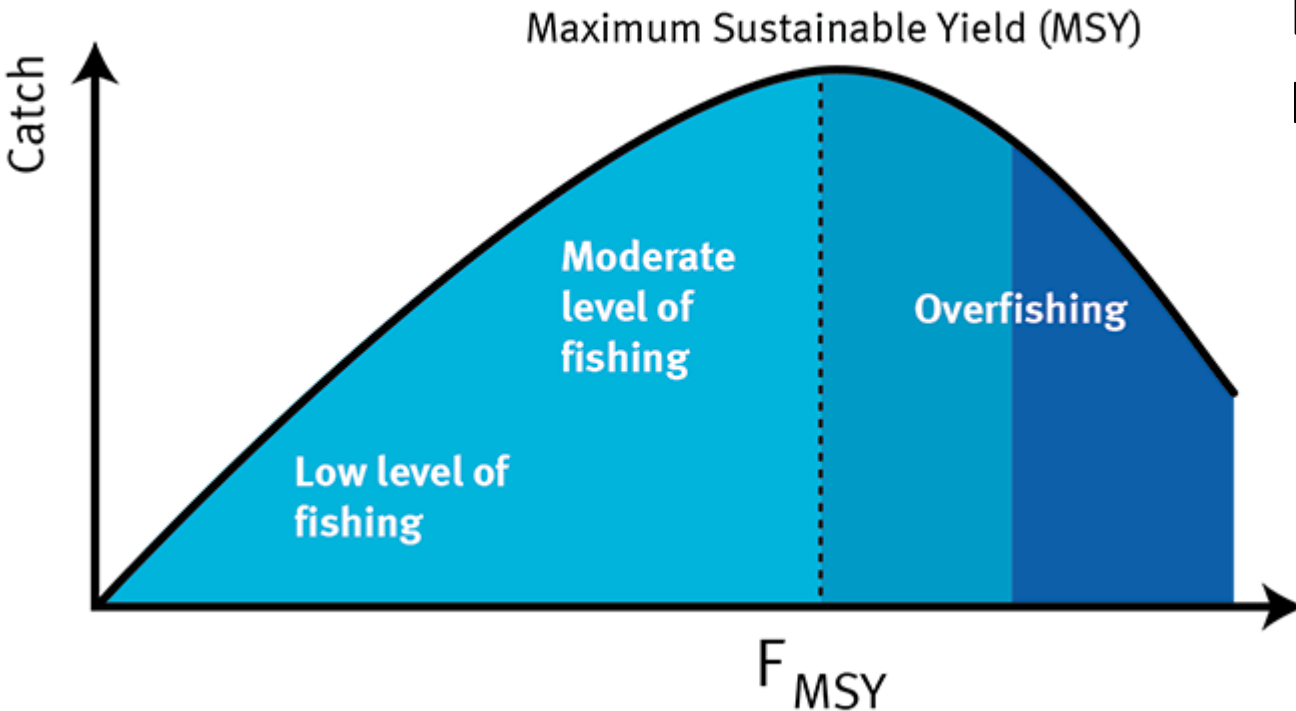 Maximum Sustainable Yield (MSY)
Catch
Moderate
level of
fishing
Overfishing
Low level of
fishing
F MSY